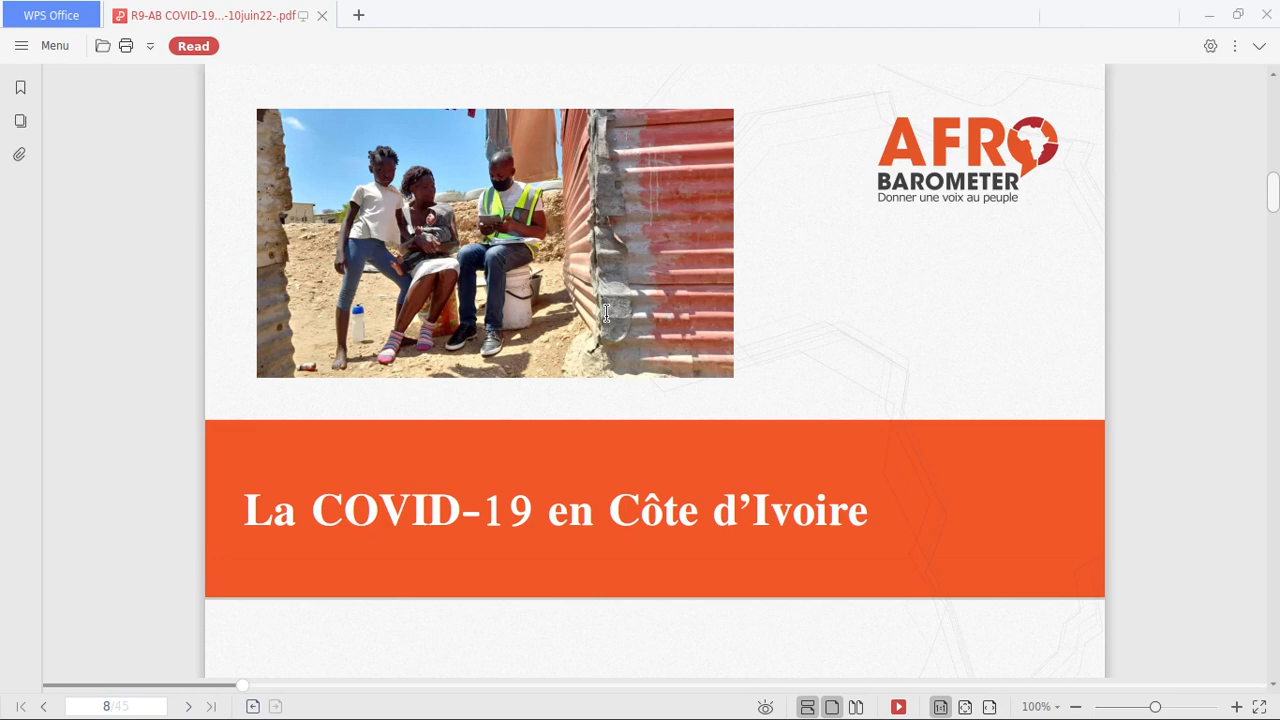 WPS Office
R9-AB COVID-19...-10juin22-.pdf
Menu
Read
AFRO
BAROMETER
Donner une voix au peuple
La COVID-19 en Côte d'Ivoire
8/45
100%